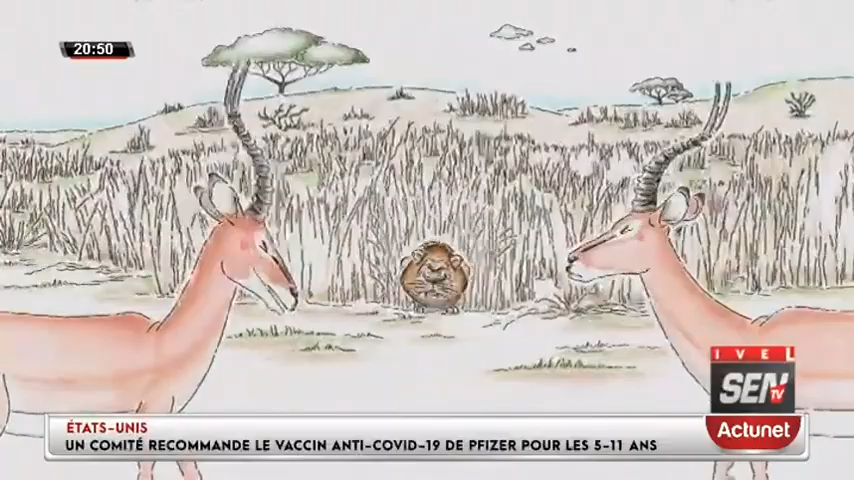 20:50
IVEL
SEN
TV
Actunet
ÉTATS-UNIS
UN COMITÉ RECOMMANDE LE VACCIN ANTI-COVID-19 DE PFIZER POUR LES 5-11 ANS